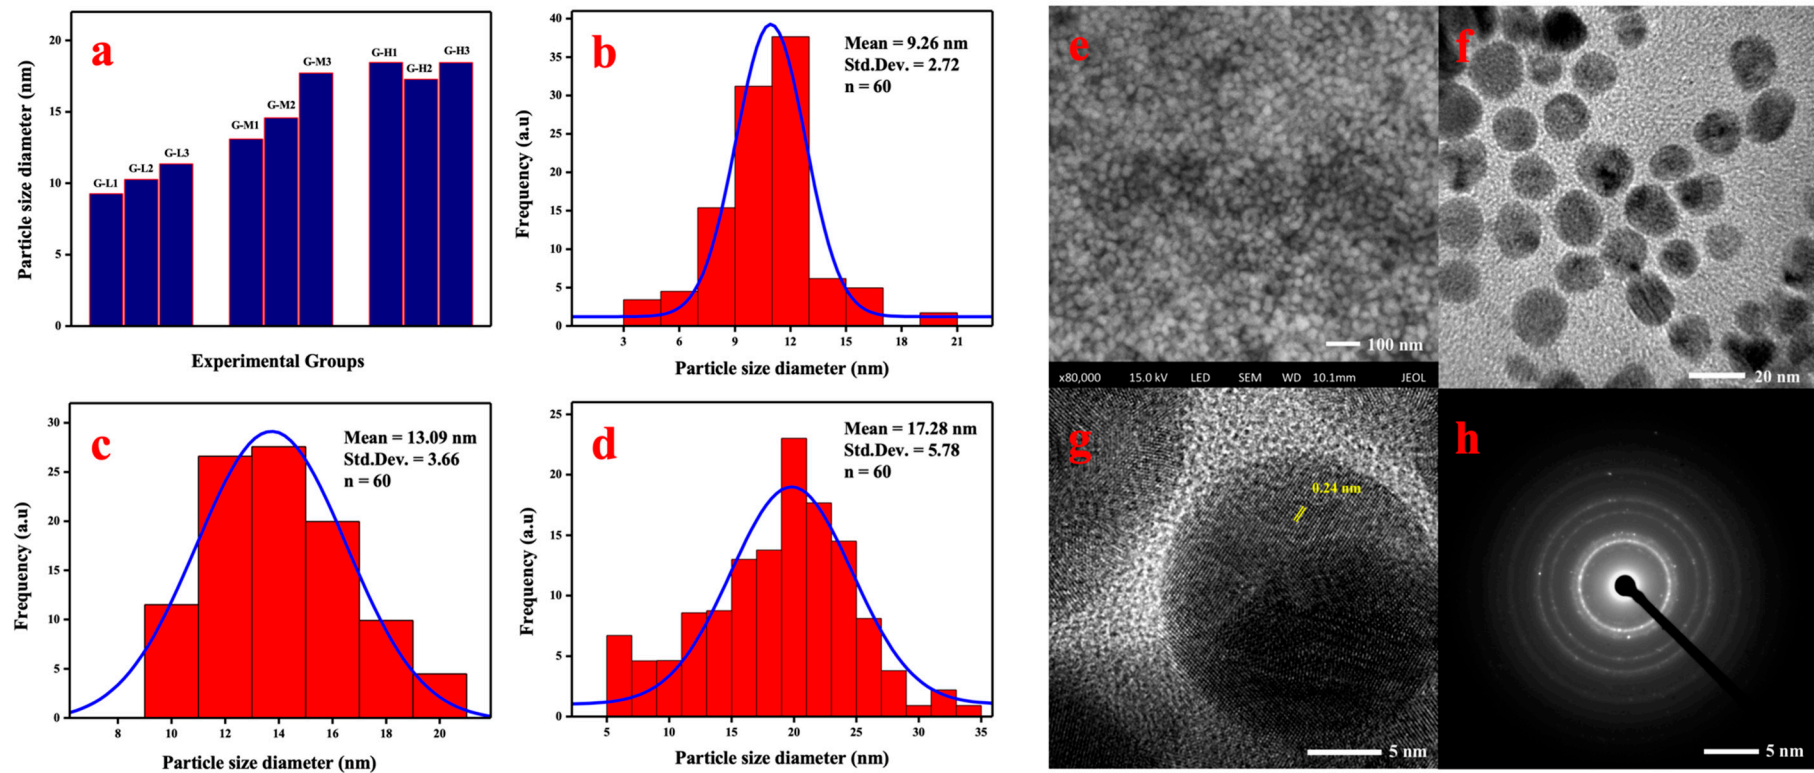 a
Particle size diameter (nm)
20
15
10
5
0
G-L1
G-L2
G-L3
G-M1
G-M2
G-M3
G-H1
G-H2
G-H3
Experimental Groups
b
Mean = 9.26 nm
Std.Dev. = 2.72
n = 60
Frequency (a.u)
40
35
30
25
20
15
10
5
0
3 6 9 12 15 18 21
Particle size diameter (nm)
c
Mean = 13.09 nm
Std.Dev. = 3.66
n = 60
Frequency (a.u)
30
25
20
15
10
5
0
8 10 12 14 16 18 20
Particle size diameter (nm)
d
Mean = 17.28 nm
Std.Dev. = 5.78
n = 60
Frequency (a.u)
25
20
15
10
5
0
5 10 15 20 25 30 35
Particle size diameter (nm)
e
100 nm
x80,000 15.0 kV LED SEM WD 10.1mm JEOL
f
20 nm
g
0.24 nm
5 nm
h
5 nm